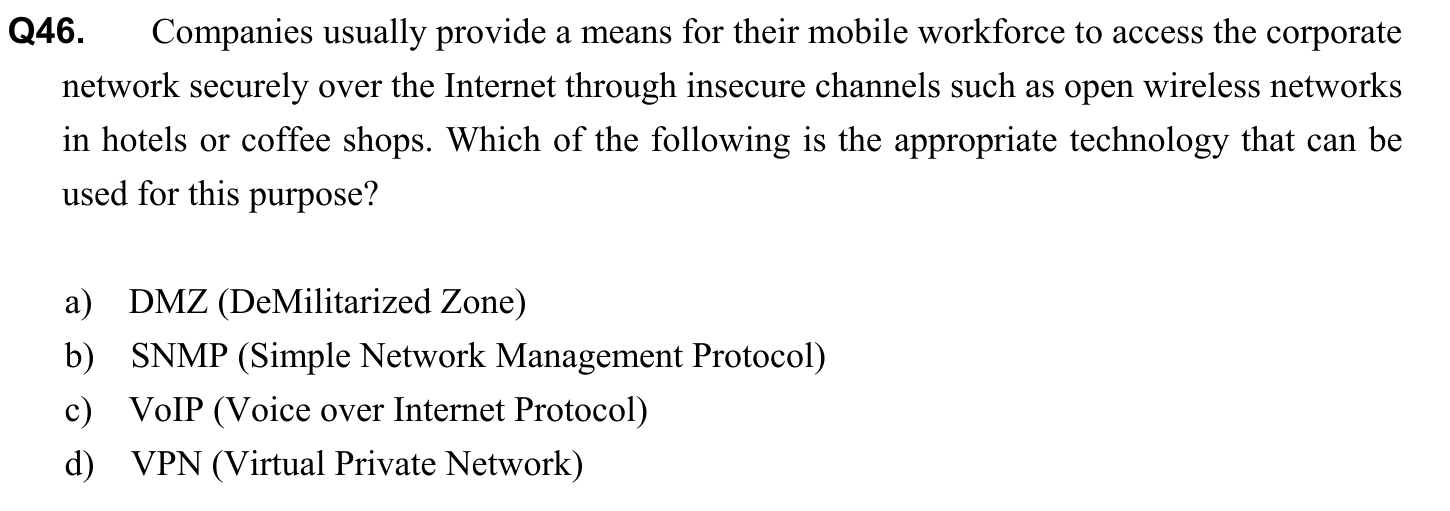 Q46. Companies usually provide a means for their mobile workforce to access the corporate
network securely over the Internet through insecure channels such as open wireless networks
in hotels or coffee shops. Which of the following is the appropriate technology that can be
used for this purpose?
a) DMZ (DeMilitarized Zone)
b) SNMP (Simple Network Management Protocol)
c) VoIP (Voice over Internet Protocol)
d) VPN (Virtual Private Network)